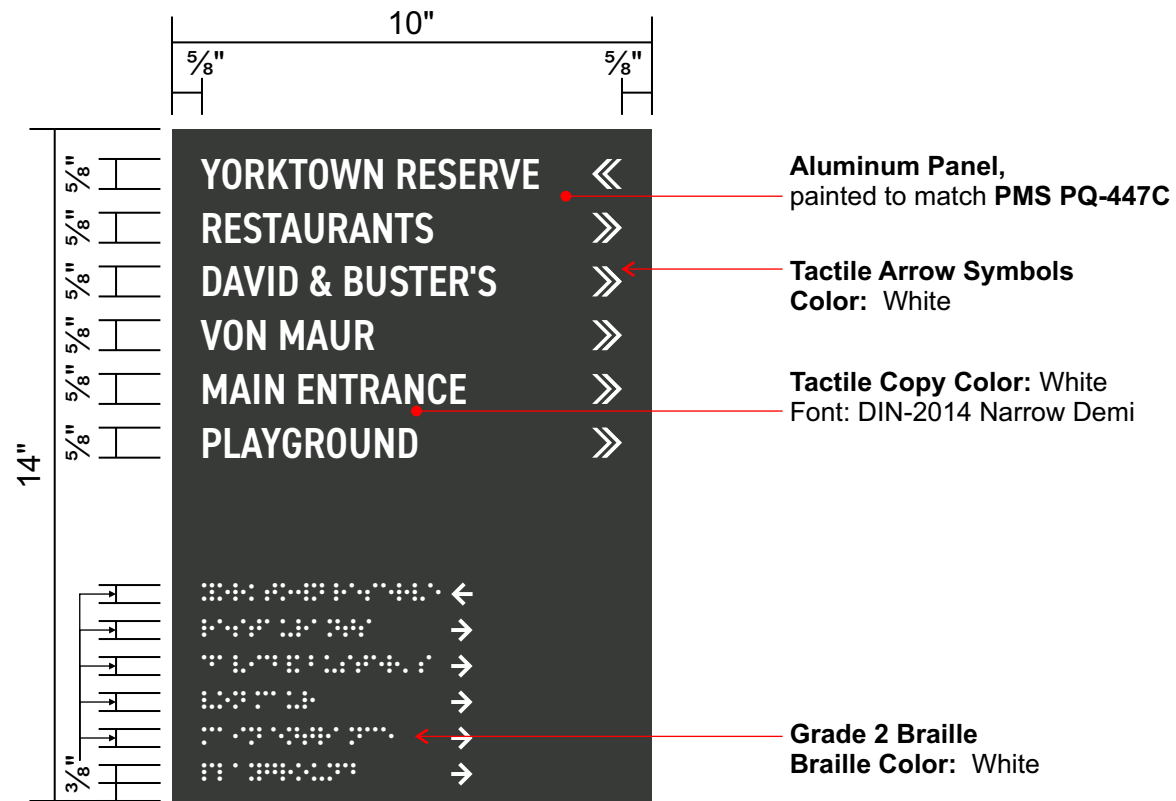 10"
⅝" ⅝"
YORKTOWN RESERVE
RESTAURANTS
DAVID & BUSTER'S
VON MAUR
MAIN ENTRANCE
PLAYGROUND
5/8"
5/8"
5/8"
5/8"
5/8"
5/8"
14"
3/8"
Aluminum Panel,
painted to match PMS PQ-447C
Tactile Arrow Symbols
Color: White
Tactile Copy Color: White
Font: DIN-2014 Narrow Demi
Grade 2 Braille
Braille Color: White